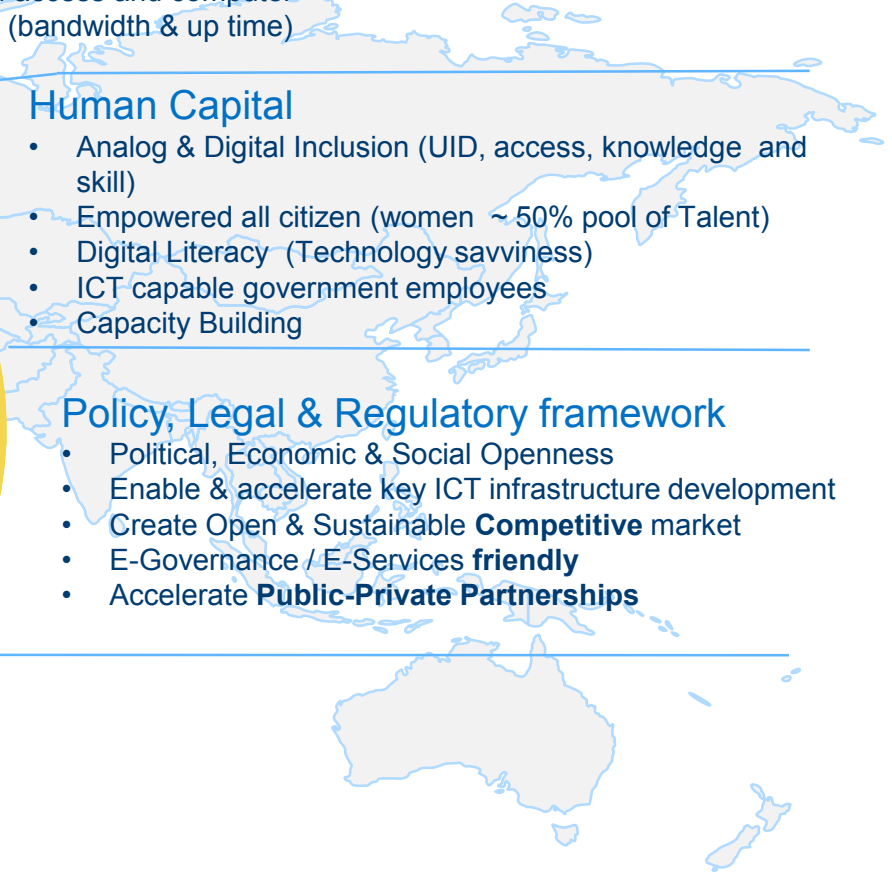 access and computer
(bandwidth & up time)
Human Capital
• Analog & Digital Inclusion (UID, access, knowledge and
skill)
• Empowered all citizen (women ~ 50% pool of Talent)
• Digital Literacy (Technology savviness)
• ICT capable government employees
• Capacity Building
Policy, Legal & Regulatory framework
• Political, Economic & Social Openness
• Enable & accelerate key ICT infrastructure development
• Create Open & Sustainable Competitive market
• E-Governance / E-Services friendly
• Accelerate Public-Private Partnerships